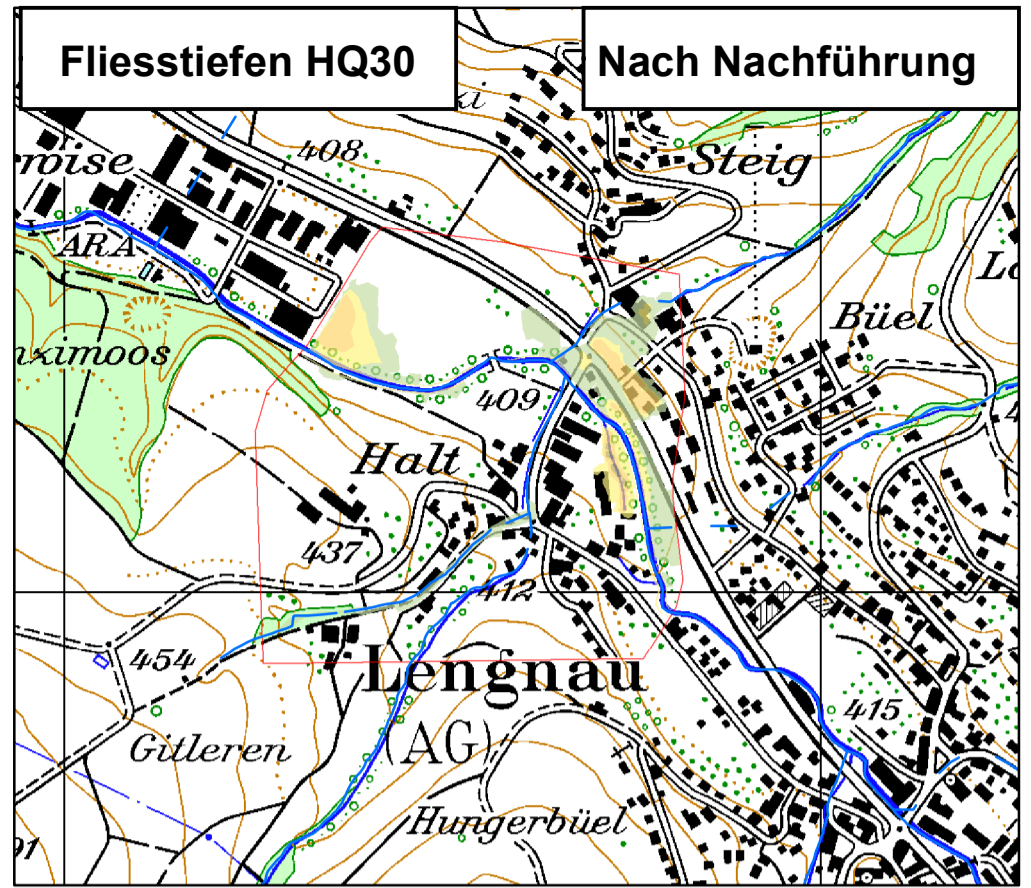 Fliesstiefen HQ30
Nach Nachführung
408
Steig
ARA
Büel
409
Halt
437
412
454
Lengnau
(AG)
415
Gitleren
Hungerbüel